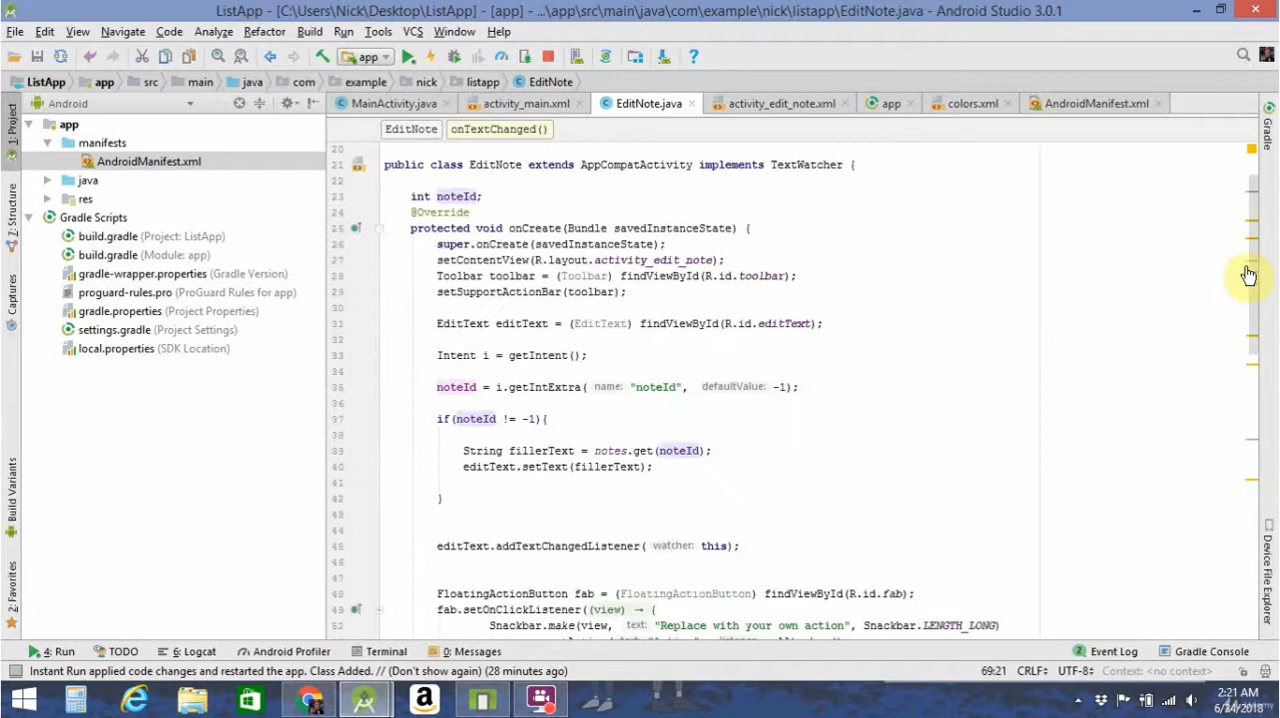 ListApp - [C:\Users\Nick\Desktop\ListApp] - [app] - ...\app\src\main\java\com\example\nick\listapp\EditNote.java - Android Studio 3.0.1
File Edit View Navigate Code Analyze Refactor Build Run Tools VCS Window Help
app
ListApp app src main java com example nick listapp EditNote
Android
MainActivity.java activity_main.xml EditNote.java activity_edit_note.xml app colors.xml AndroidManifest.xml
EditNote onTextChanged()
1: Project
Z: Structure
Captures
Build Variants
2: Favorites
app
manifests
AndroidManifest.xml
java
res
Gradle Scripts
build.gradle (Project: ListApp)
build.gradle (Module: app)
gradle-wrapper.properties (Gradle Version)
proguard-rules.pro (ProGuard Rules for app)
gradle.properties (Project Properties)
settings.gradle (Project Settings)
local.properties (SDK Location)
20
21 public class EditNote extends AppCompatActivity implements TextWatcher {
22
23 int noteId;
24 @Override
25 protected void onCreate(Bundle savedInstanceState) {
26 super.onCreate(savedInstanceState);
27 setContentView(R.layout.activity_edit_note);
28 Toolbar toolbar = (Toolbar) findViewById(R.id.toolbar);
29 setSupportActionBar(toolbar);
30
31 EditText editText = (EditText) findViewById(R.id.editText);
32
33 Intent i = getIntent();
34
35 noteId = i.getIntExtra( name: "noteId", defaultValue: -1);
36
37 if(noteId != -1){
38
39 String fillerText = notes.get(noteId);
40 editText.setText(fillerText);
41
42 }
43
44
45 editText.addTextChangedListener( watcher: this);
46
47
48 FloatingActionButton fab = (FloatingActionButton) findViewById(R.id.fab);
49 fab.setOnClickListener((view) → {
52 Snackbar.make(view, text: "Replace with your own action", Snackbar.LENGTH_LONG)
Gradle
Device File Explorer
4: Run TODO 6: Logcat Android Profiler Terminal 0: Messages Event Log Gradle Console
Instant Run applied code changes and restarted the app. Class Added. // (Don't show again) (28 minutes ago) 69:21 CRLF÷ UTF-8÷ Context: <no context>
2:21 AM
6/14/2018